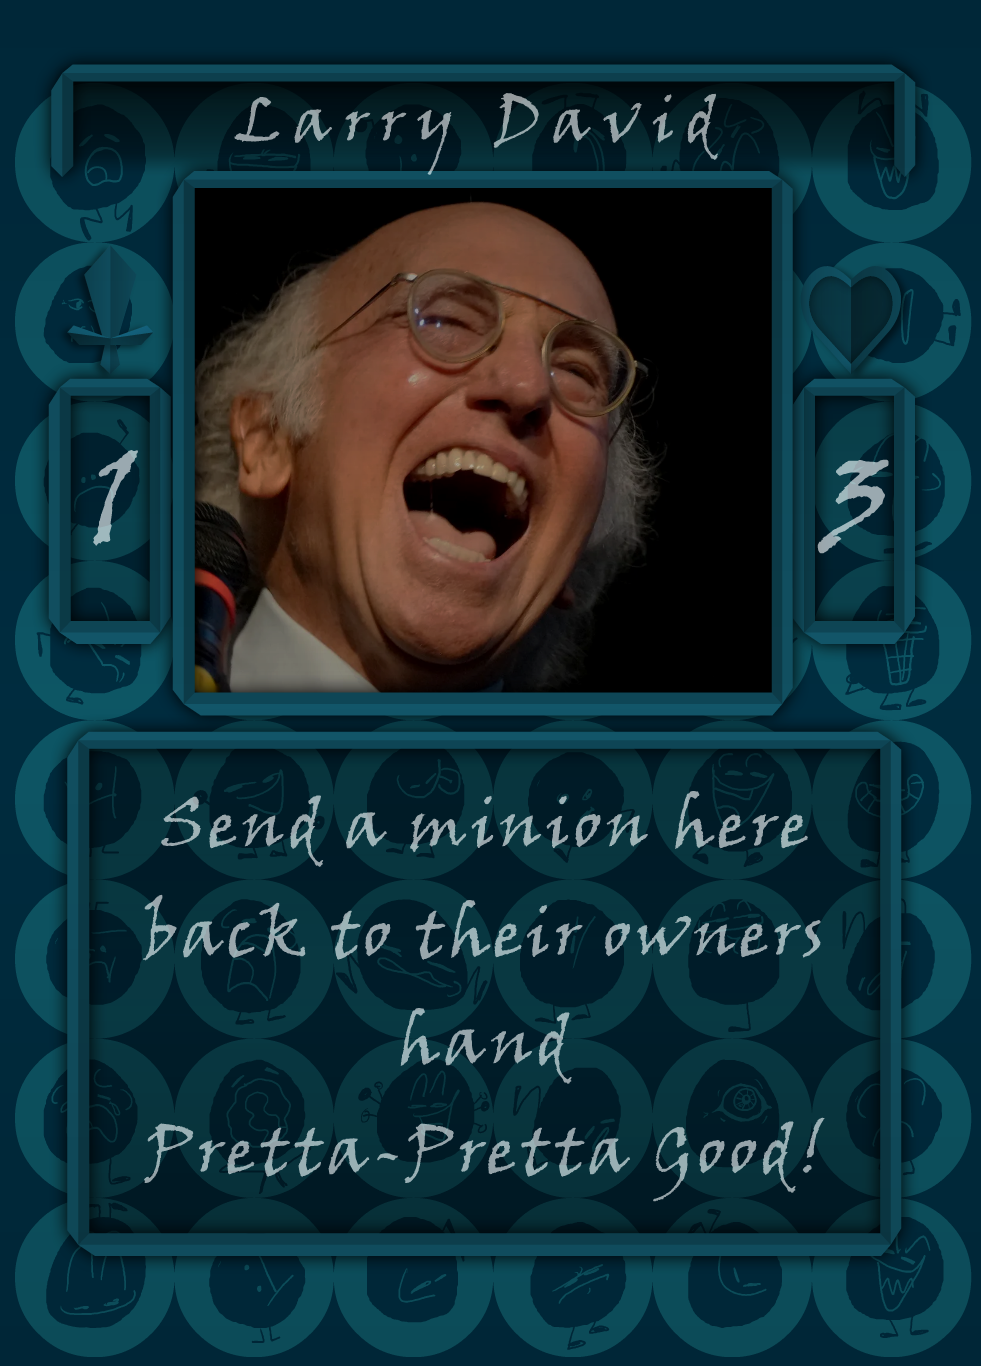 Larry David
1
3
Send a minion here
back to their owners
hand
Pretta-Pretta Good!